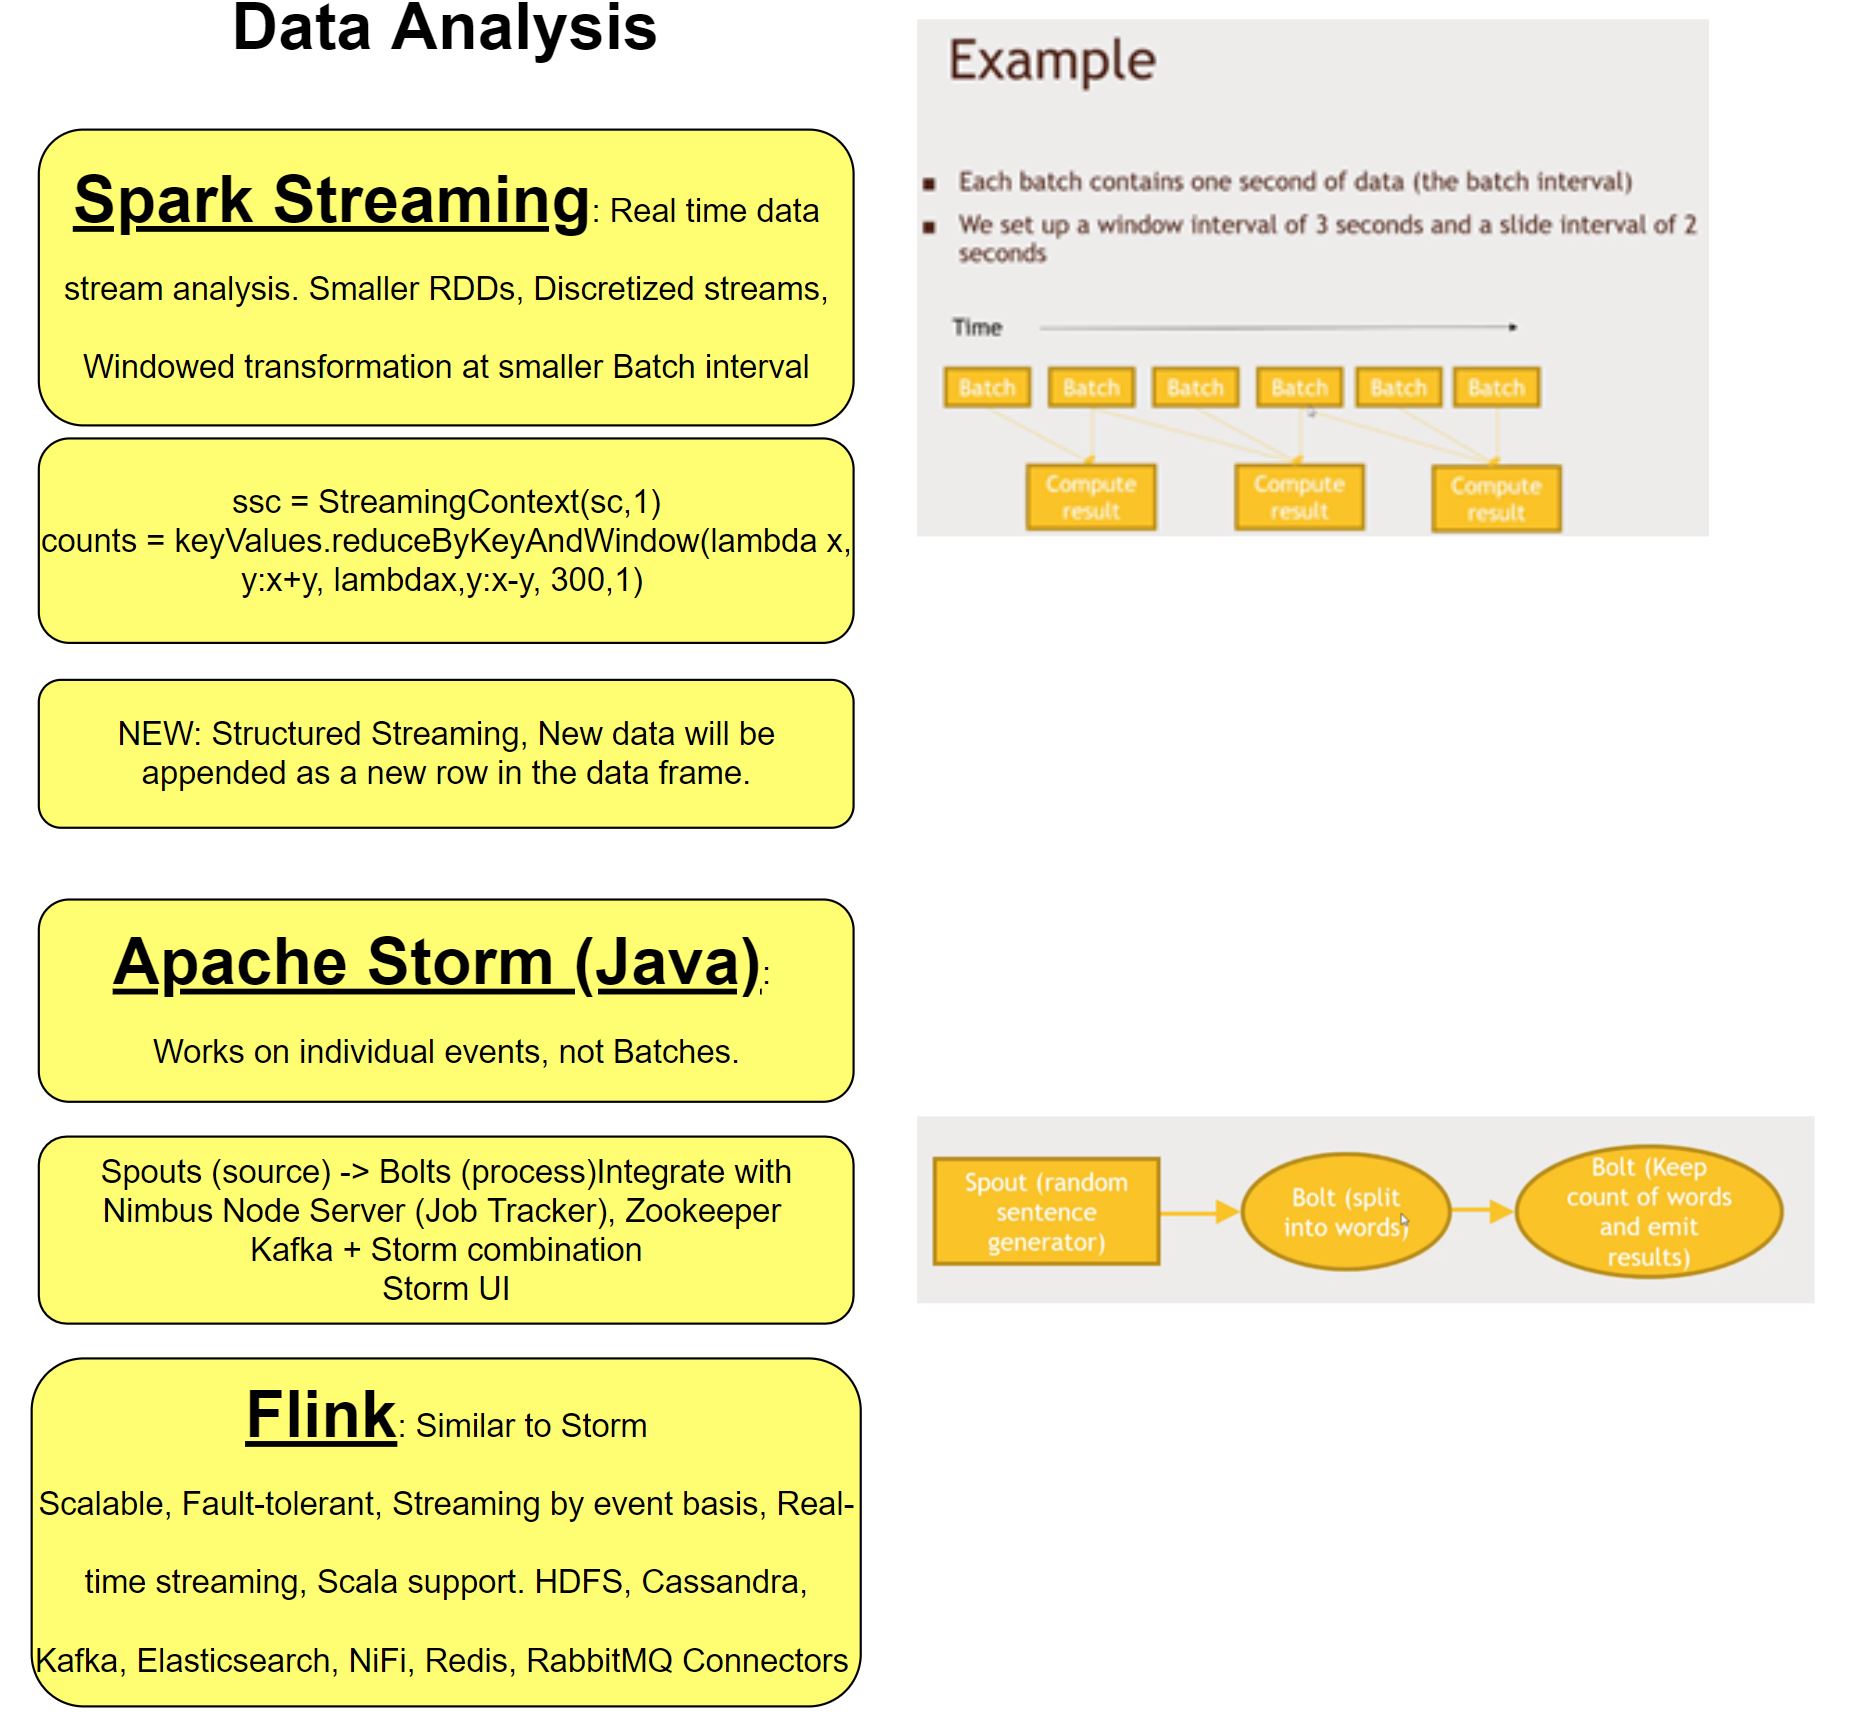 Data Analysis
Spark Streaming: Real time data
stream analysis. Smaller RDDs, Discretized streams,
Windowed transformation at smaller Batch interval
ssc = StreamingContext(sc,1)
counts = keyValues.reduceByKeyAndWindow(lambda x,
y:x+y, lambdax,y:x-y, 300,1)
NEW: Structured Streaming, New data will be
appended as a new row in the data frame.
Apache Storm (Java):
Works on individual events, not Batches.
Spouts (source) -> Bolts (process)Integrate with
Nimbus Node Server (Job Tracker), Zookeeper
Kafka + Storm combination
Storm UI
Flink: Similar to Storm
Scalable, Fault-tolerant, Streaming by event basis, Real-
time streaming, Scala support. HDFS, Cassandra,
Kafka, Elasticsearch, NiFi, Redis, RabbitMQ Connectors
Example
■ Each batch contains one second of data (the batch interval)
■ We set up a window interval of 3 seconds and a slide interval of 2
seconds
Time
Batch Batch Batch Batch Batch Batch
Compute Compute Compute
result result result
Spout (random
sentence
generator)
Bolt (split
into words)
Bolt (Keep
count of words
and emit
results)